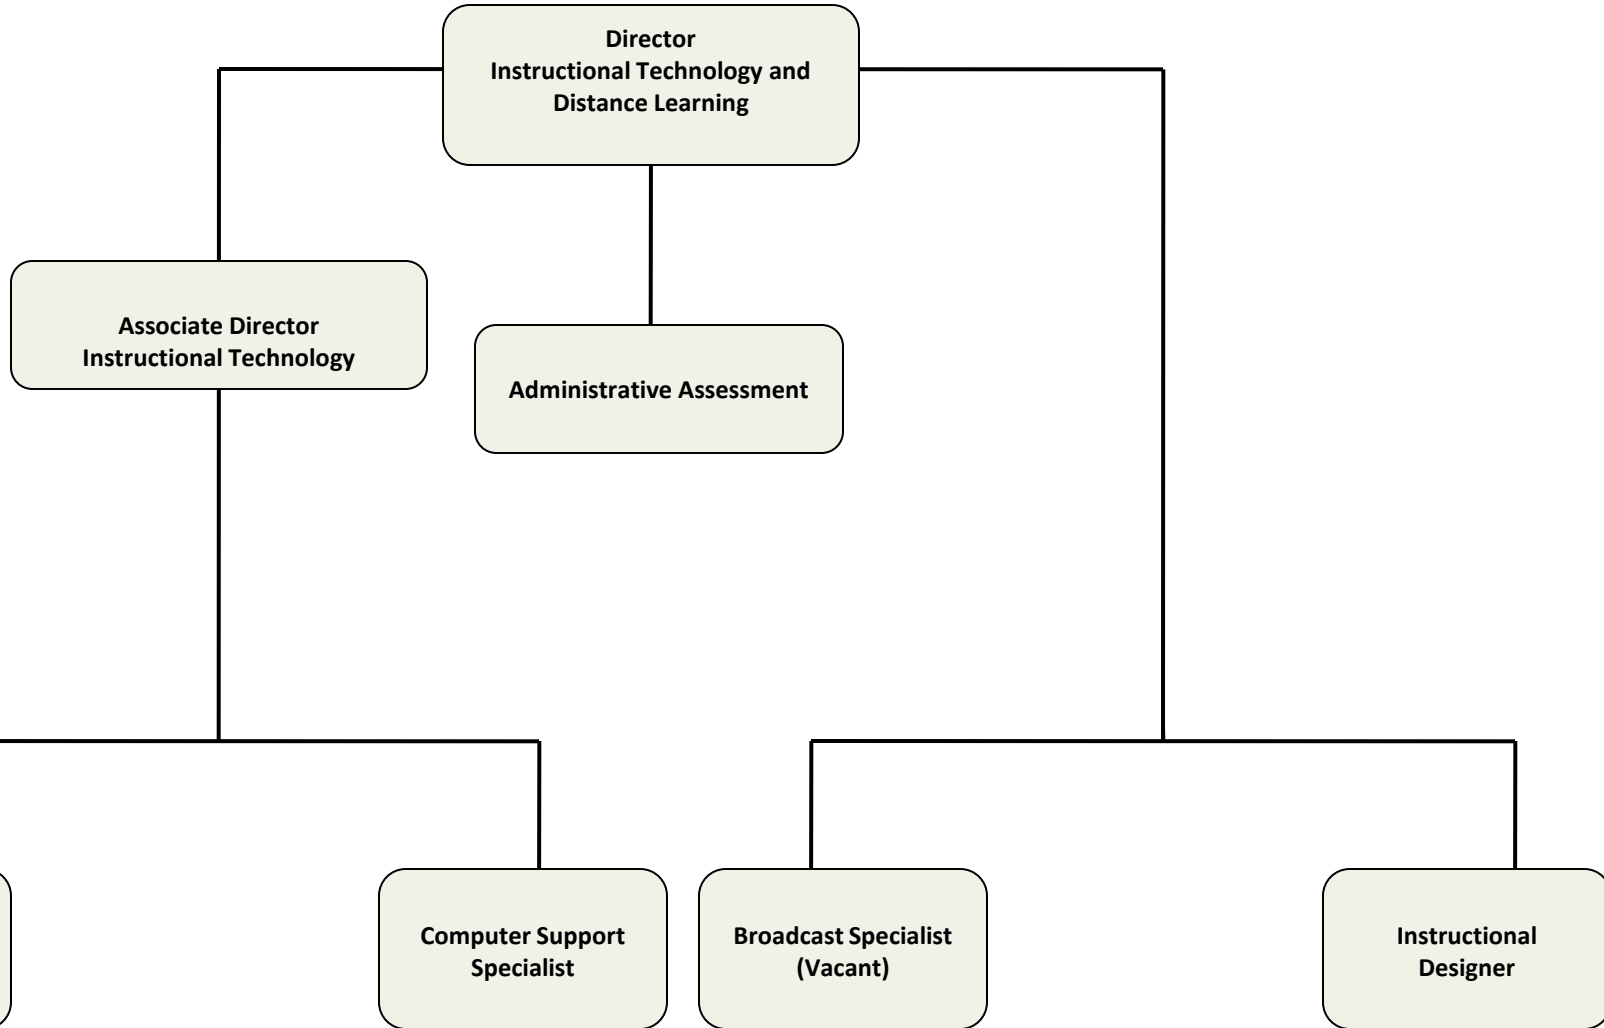 Director
Instructional Technology and
Distance Learning
Associate Director
Instructional Technology
Administrative Assessment
Computer Support
Specialist
Broadcast Specialist
(Vacant)
Instructional
Designer